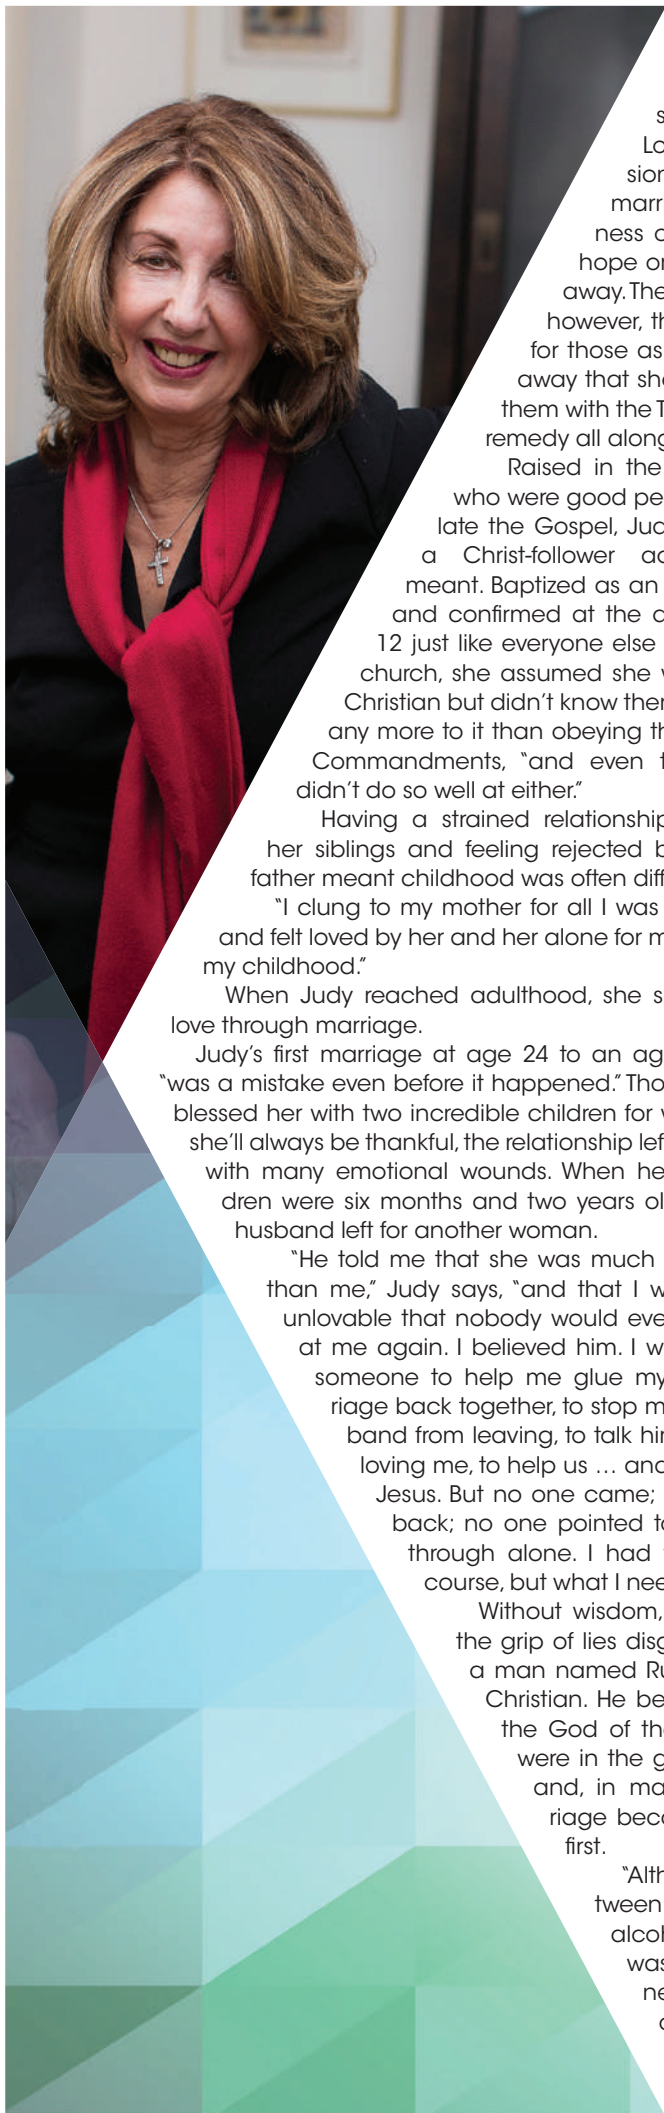 s
Lo
sion
marr
ness o
hope or
away. The
however, th
for those as
away that she
them with the T
remedy all along
Raised in the
who were good pe
late the Gospel, Jud
a Christ-follower ac
meant. Baptized as an
and confirmed at the a
12 just like everyone else
church, she assumed she w
Christian but didn’t know ther
any more to it than obeying th
Commandments, “and even t
didn’t do so well at either.”
Having a strained relationship
her siblings and feeling rejected b
father meant childhood was often diff
“I clung to my mother for all I was
and felt loved by her and her alone for m
my childhood.”
When Judy reached adulthood, she s
love through marriage.
Judy’s first marriage at age 24 to an ag
“was a mistake even before it happened.” Tho
blessed her with two incredible children for w
she’ll always be thankful, the relationship left
with many emotional wounds. When he
dren were six months and two years ol
husband left for another woman.
“He told me that she was much
than me,” Judy says, “and that I w
unlovable that nobody would eve
at me again. I believed him. I w
someone to help me glue my
riage back together, to stop m
band from leaving, to talk him
loving me, to help us … and
Jesus. But no one came;
back; no one pointed to
through alone. I had
course, but what I nee
Without wisdom,
the grip of lies disg
a man named Ru
Christian. He be
the God of the
were in the g
and, in ma
riage beco
first.
“Alth
tween
alcoh
was
ne